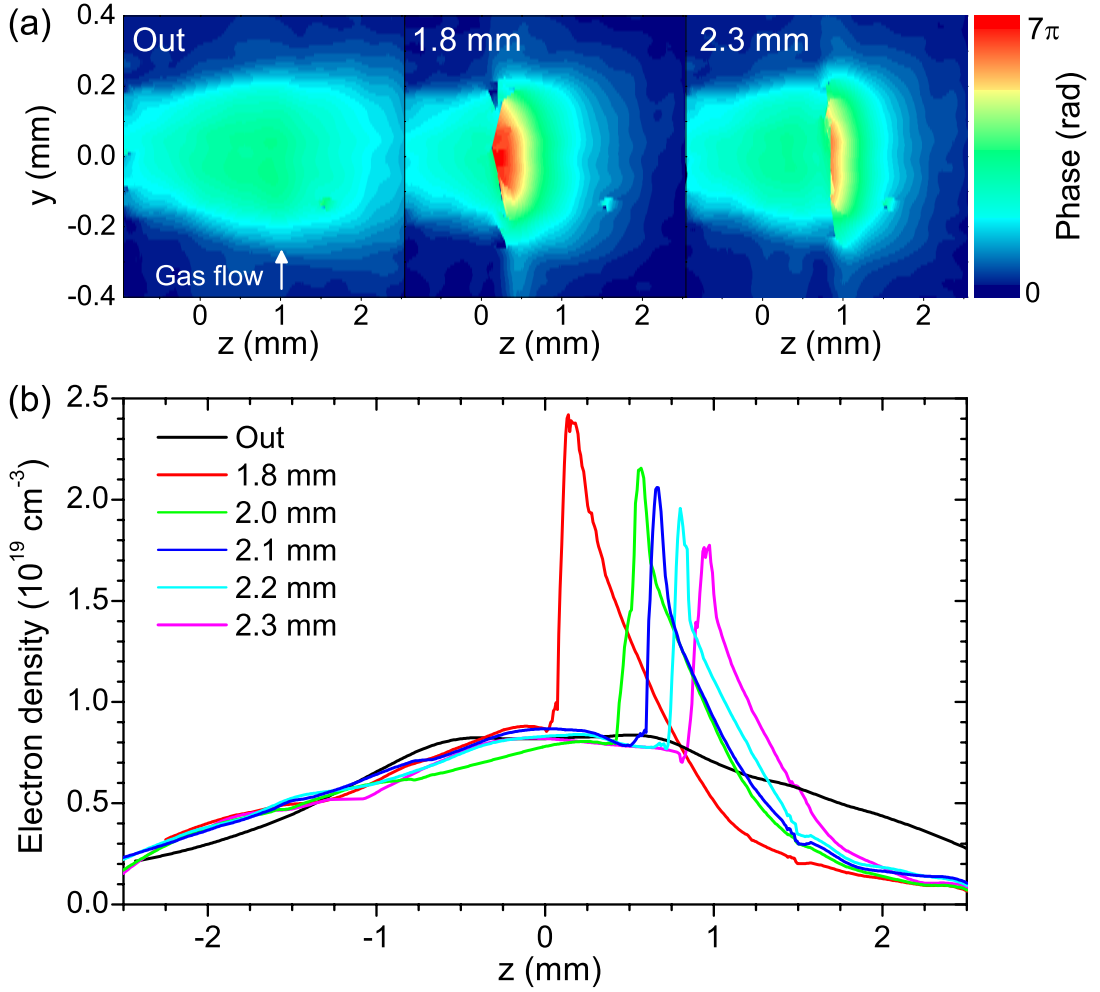 (a)
Out
1.8 mm
2.3 mm
Gas flow
0.4
0.2
0.0
-0.2
-0.4
y (mm)
0 1 2
0 1 2
0 1 2
z (mm)
z (mm)
z (mm)
7π
0
Phase (rad)
(b)
Out
1.8 mm
2.0 mm
2.1 mm
2.2 mm
2.3 mm
2.5
2.0
1.5
1.0
0.5
0.0
Electron density (10¹⁹ cm⁻³)
-2 -1 0 1 2
z (mm)